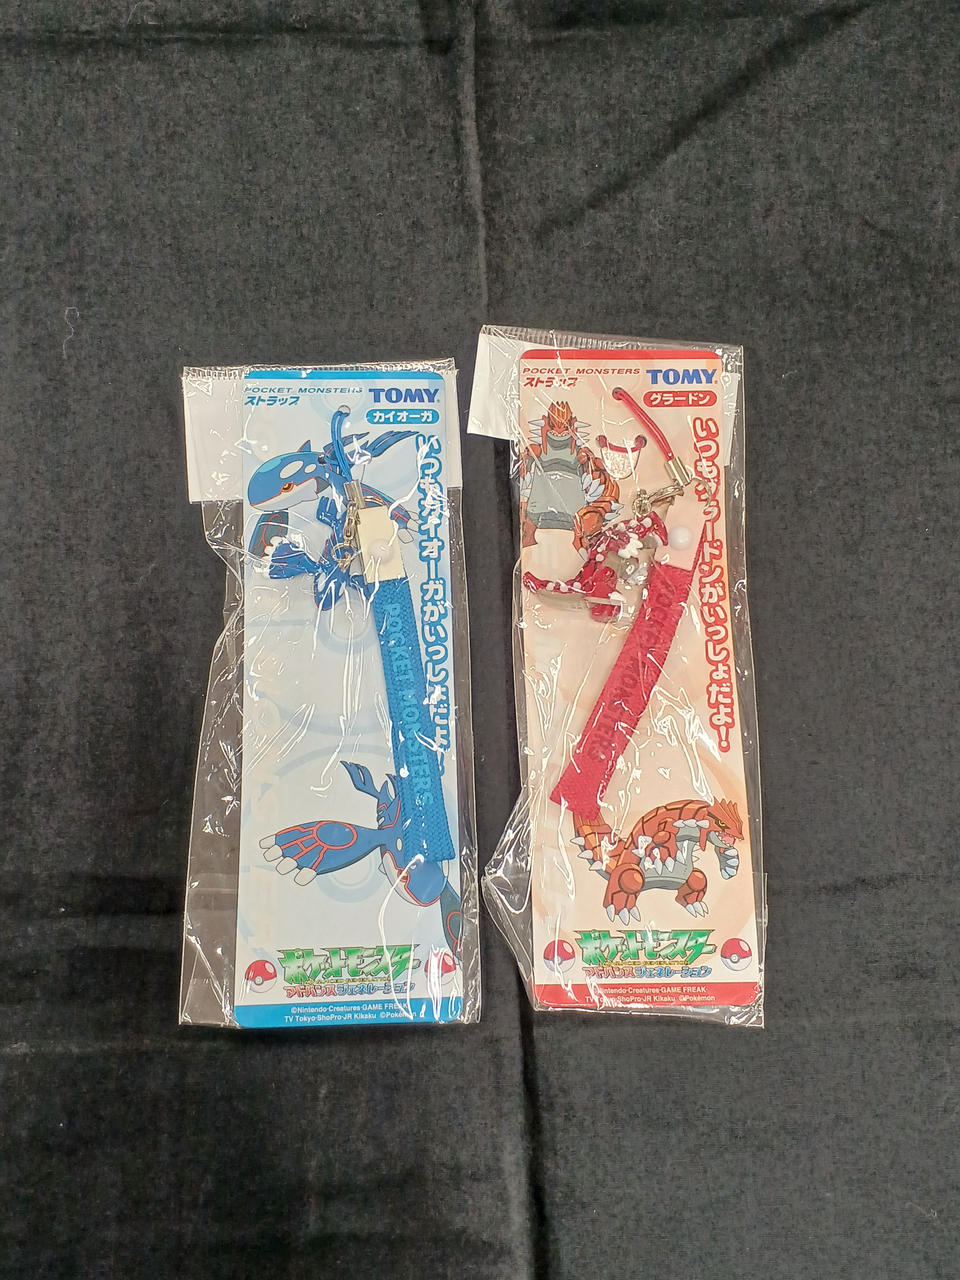 POCKET MONSTERS
ストラップ
TOMY
カイオーガ
いつもカイオーガがいっしょだよ!
POCKET MONSTERS
ポケットモンスター
アドバンスジェネレーション
©Nintendo・Creatures・GAME FREAK
TV Tokyo・ShoPro・JR Kikaku ©Pokémon
POCKET MONSTERS
ストラップ
TOMY
グラードン
いつもグラードンがいっしょだよ!
POCKET MONSTERS
ポケットモンスター
ADVANCED GENERATION
アドバンスジェネレーション
©Nintendo・Creatures・GAME FREAK
TV Tokyo・ShoPro・JR Kikaku ©Pokémon